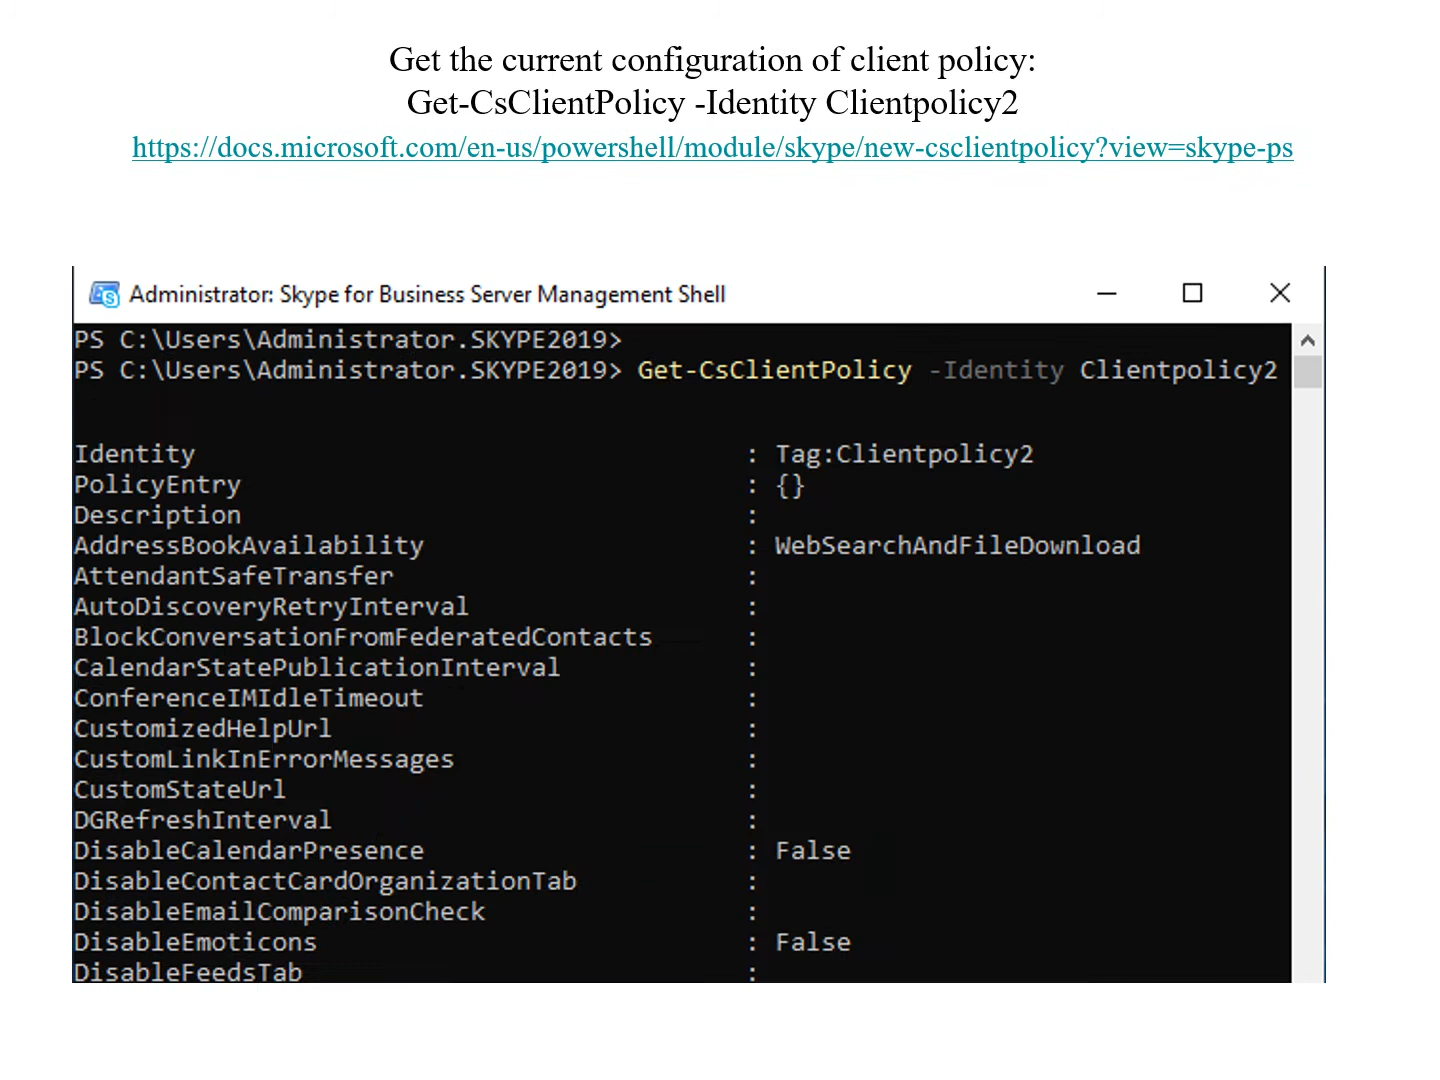 Get the current configuration of client policy:
Get-CsClientPolicy -Identity Clientpolicy2
https://docs.microsoft.com/en-us/powershell/module/skype/new-csclientpolicy?view=skype-ps
Administrator: Skype for Business Server Management Shell
PS C:\Users\Administrator.SKYPE2019>
PS C:\Users\Administrator.SKYPE2019> Get-CsClientPolicy -Identity Clientpolicy2
Identity : Tag:Clientpolicy2
PolicyEntry : {}
Description :
AddressBookAvailability : WebSearchAndFileDownload
AttendantSafeTransfer :
AutoDiscoveryRetryInterval :
BlockConversationFromFederatedContacts :
CalendarStatePublicationInterval :
ConferenceIMIdleTimeout :
CustomizedHelpUrl :
CustomLinkInErrorMessages :
CustomStateUrl :
DGRefreshInterval :
DisableCalendarPresence : False
DisableContactCardOrganizationTab :
DisableEmailComparisonCheck :
DisableEmoticons : False
DisableFeedsTab :